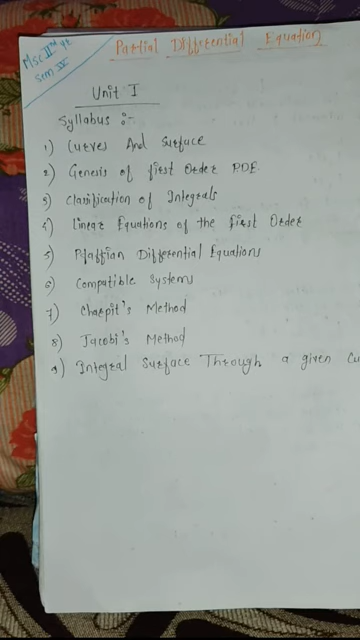 Msc IInd yr
Sem IV
Partial Differential Equation
Unit I
Syllabus :-
1) Curves And Surface
2) Genesis of first Order PDE.
3) Classification of Integrals
4) Linear Equations of the first Order
5) Pfaffian Differential Equations
6) Compatible Systems
7) Charpit's Method
8) Jacobi's Method
9) Integral Surface Through a given Cu